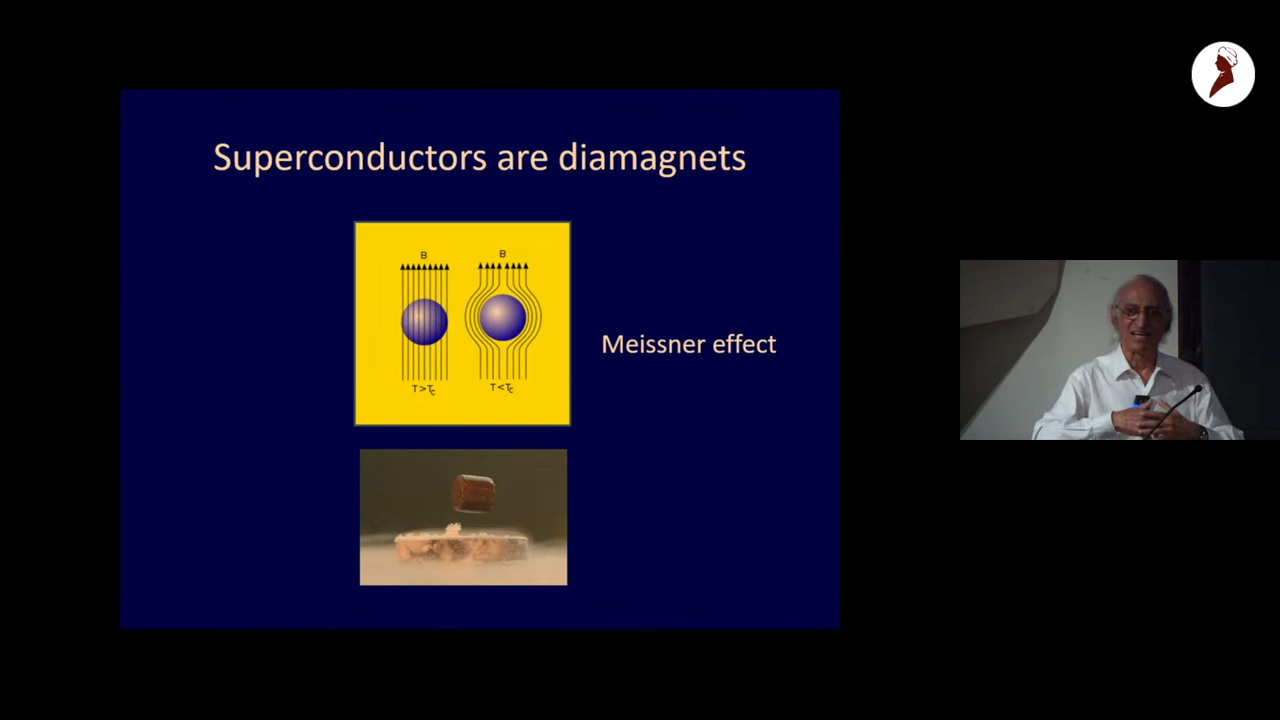 Superconductors are diamagnets
B B
T>Tc T<Tc
Meissner effect